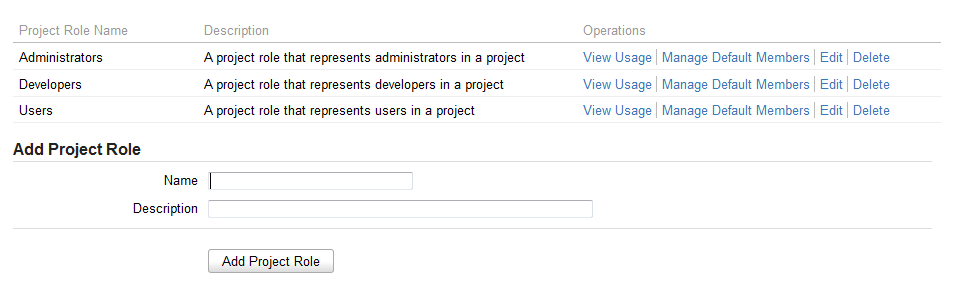 Project Role Name Description Operations
Administrators A project role that represents administrators in a project View Usage Manage Default Members Edit Delete
Developers A project role that represents developers in a project View Usage Manage Default Members Edit Delete
Users A project role that represents users in a project View Usage Manage Default Members Edit Delete
Add Project Role
Name
Description
Add Project Role